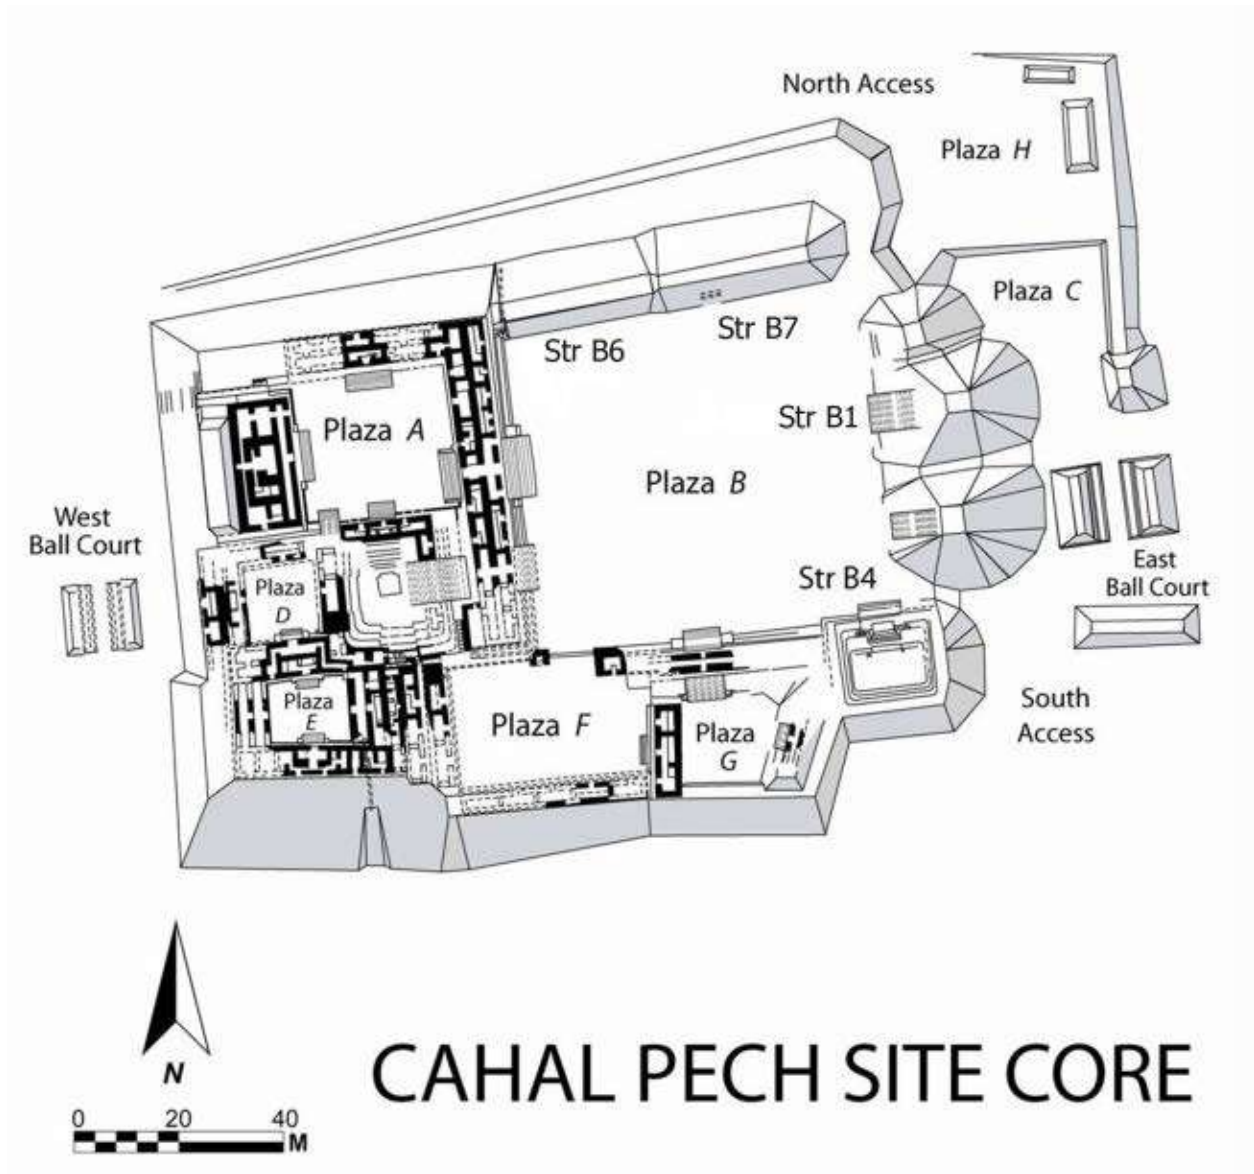 North Access
Plaza H
Plaza C
Str B7
Str B6
Plaza A
Str B1
Plaza B
West
Ball Court
East
Ball Court
Str B4
Plaza
D
Plaza
E
Plaza F
Plaza
G
South
Access
N
CAHAL PECH SITE CORE
0 20 40
M